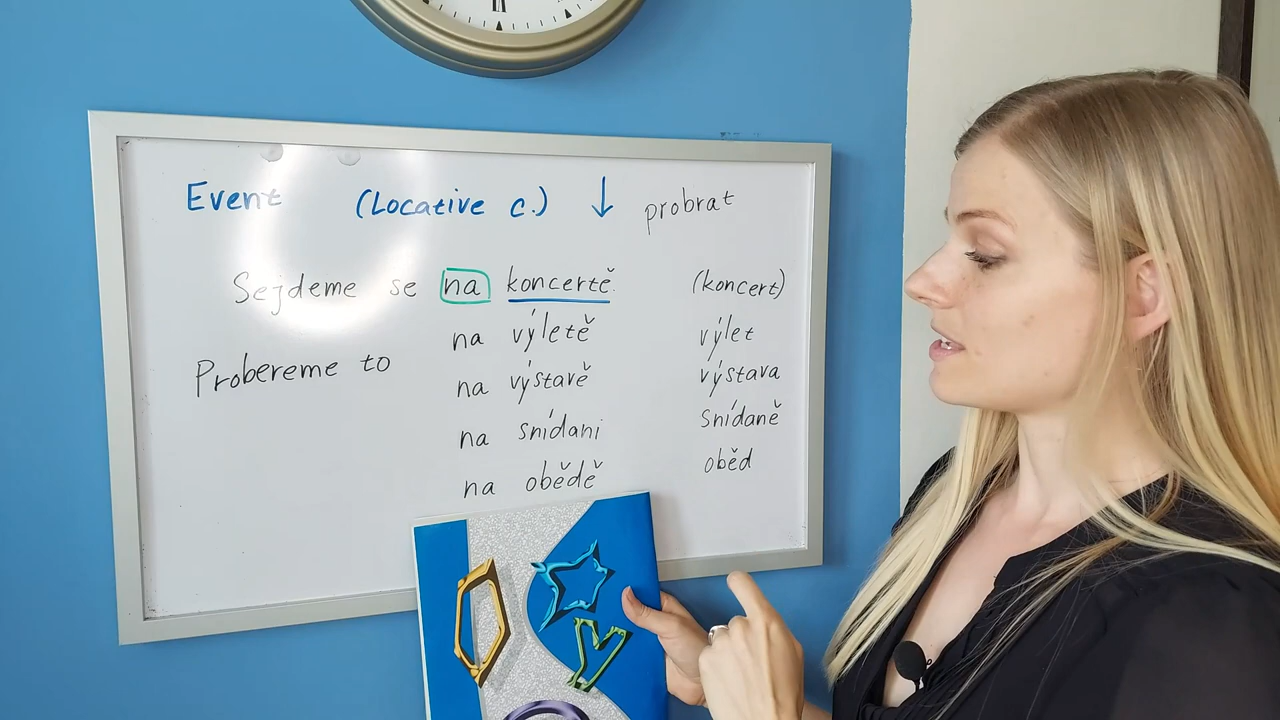 Event (Locative c.) ↓ probrat
Sejdeme se na koncertě (koncert)
na výletě výlet
Probereme to na výstavě výstava
na snídani snídaně
na obědě oběd